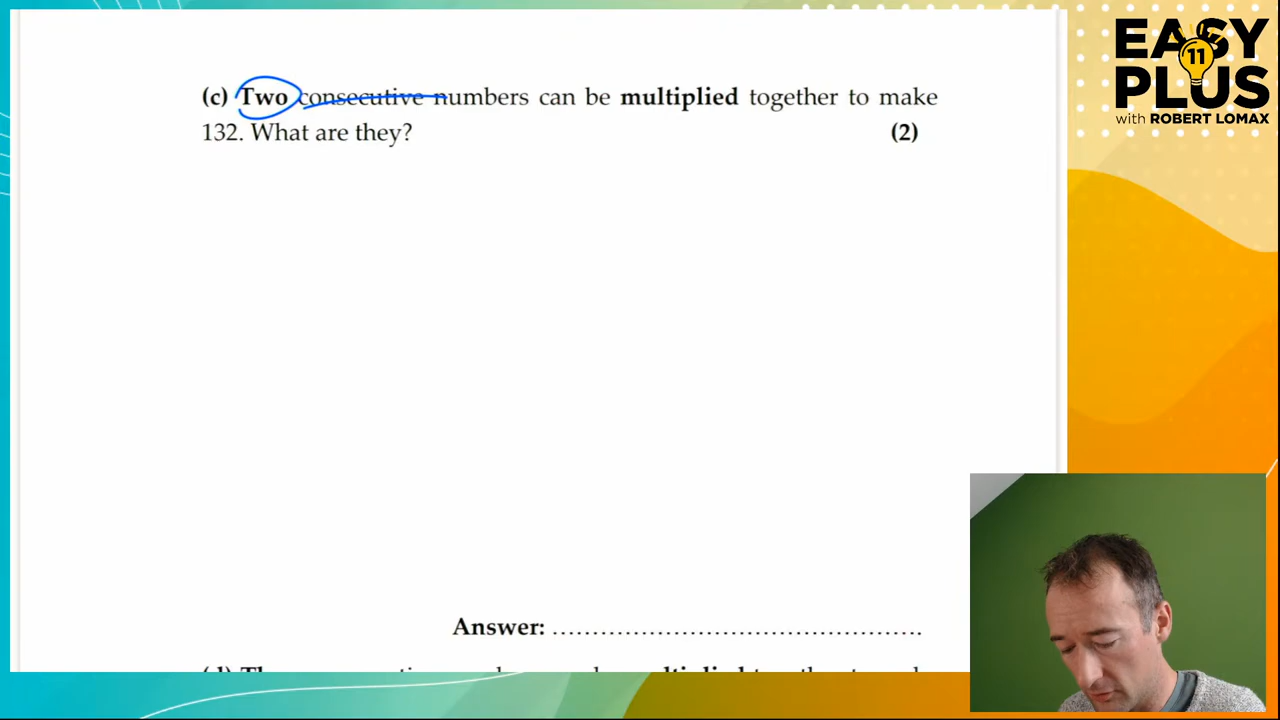 (c) Two consecutive numbers can be multiplied together to make
132. What are they? (2)
Answer: ..............................................
EASY
11
PLUS
with ROBERT LOMAX